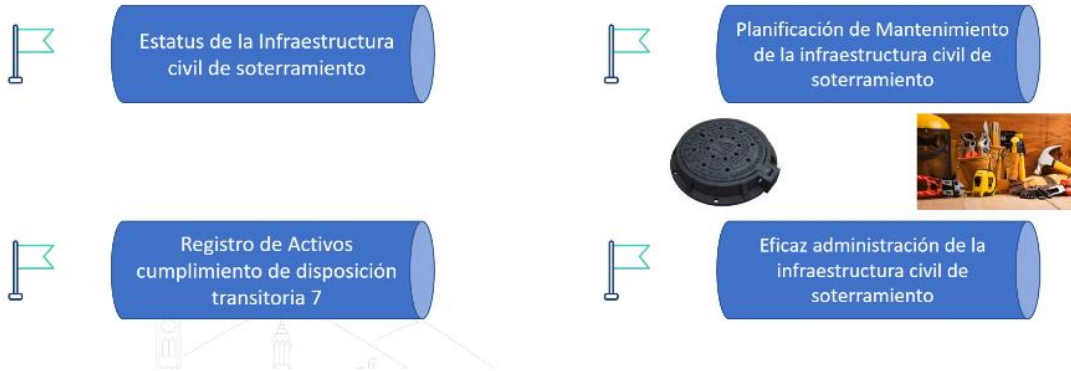 Estatus de la Infraestructura
civil de soterramiento
Planificación de Mantenimiento
de la infraestructura civil de
soterramiento
Registro de Activos
cumplimiento de disposición
transitoria 7
Eficaz administración de la
infraestructura civil de
soterramiento